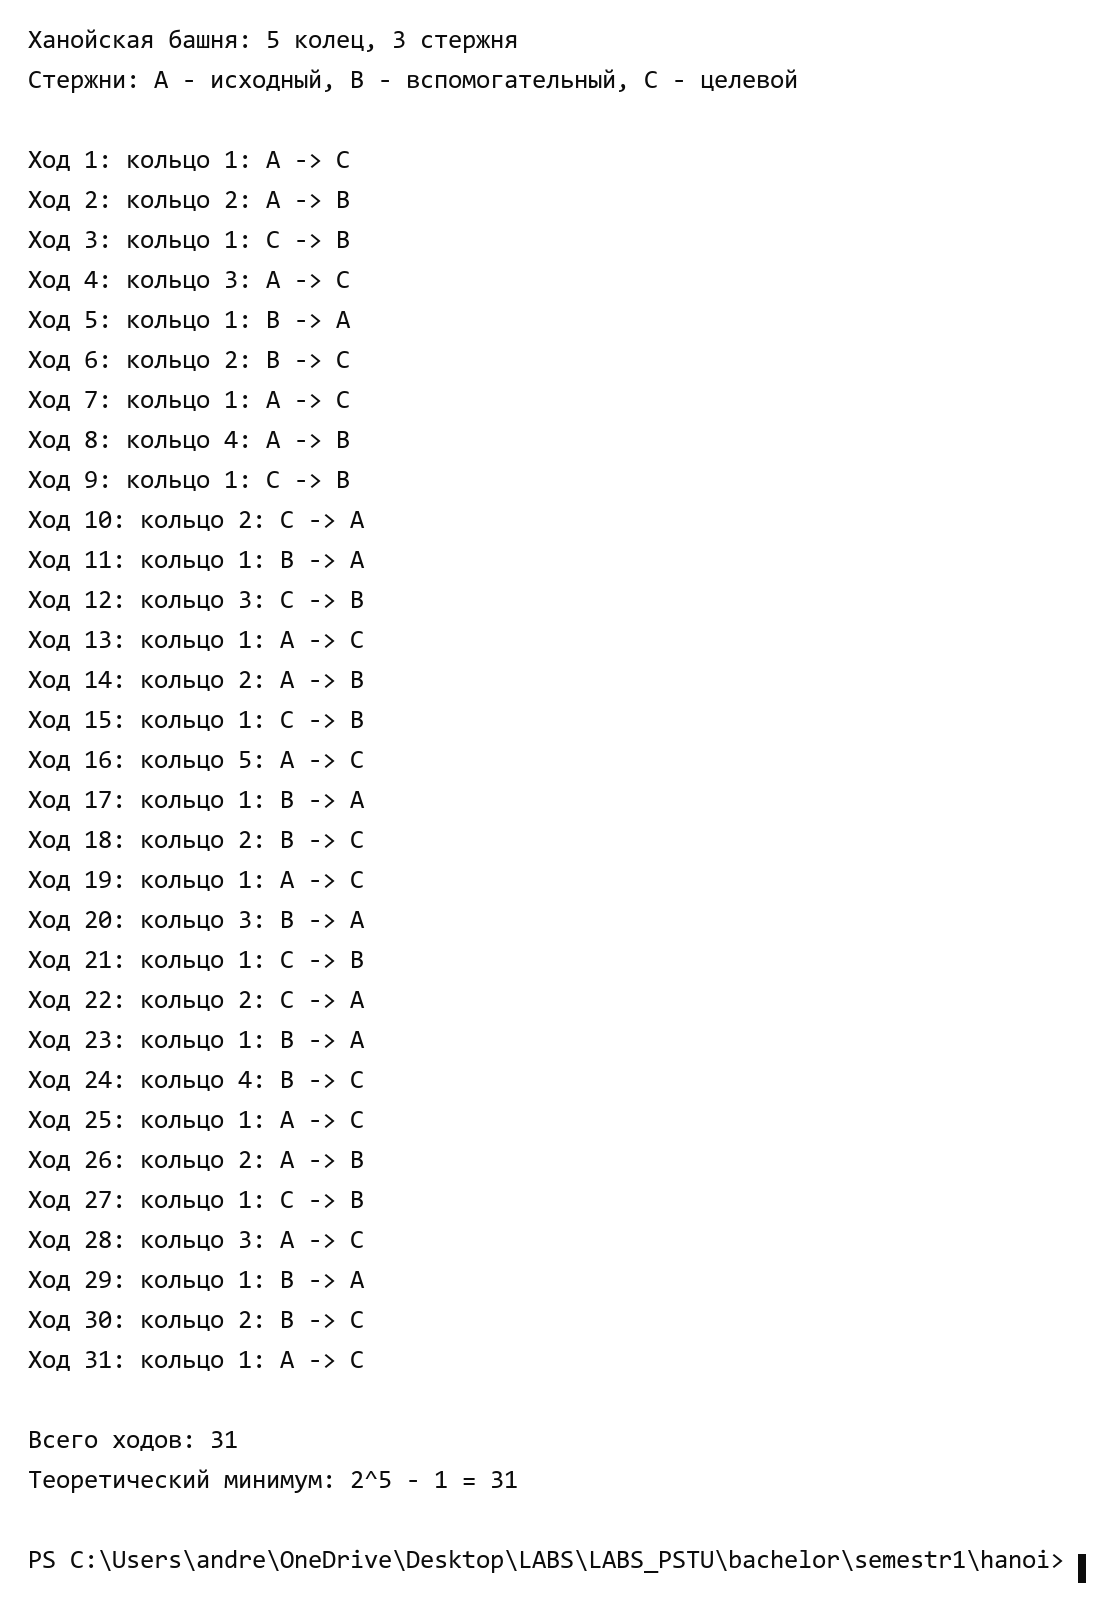 Ханойская башня: 5 колец, 3 стержня
Стержни: A - исходный, B - вспомогательный, C - целевой
Ход 1: кольцо 1: A -> C
Ход 2: кольцо 2: A -> B
Ход 3: кольцо 1: C -> B
Ход 4: кольцо 3: A -> C
Ход 5: кольцо 1: B -> A
Ход 6: кольцо 2: B -> C
Ход 7: кольцо 1: A -> C
Ход 8: кольцо 4: A -> B
Ход 9: кольцо 1: C -> B
Ход 10: кольцо 2: C -> A
Ход 11: кольцо 1: B -> A
Ход 12: кольцо 3: C -> B
Ход 13: кольцо 1: A -> C
Ход 14: кольцо 2: A -> B
Ход 15: кольцо 1: C -> B
Ход 16: кольцо 5: A -> C
Ход 17: кольцо 1: B -> A
Ход 18: кольцо 2: B -> C
Ход 19: кольцо 1: A -> C
Ход 20: кольцо 3: B -> A
Ход 21: кольцо 1: C -> B
Ход 22: кольцо 2: C -> A
Ход 23: кольцо 1: B -> A
Ход 24: кольцо 4: B -> C
Ход 25: кольцо 1: A -> C
Ход 26: кольцо 2: A -> B
Ход 27: кольцо 1: C -> B
Ход 28: кольцо 3: A -> C
Ход 29: кольцо 1: B -> A
Ход 30: кольцо 2: B -> C
Ход 31: кольцо 1: A -> C
Всего ходов: 31
Теоретический минимум: 2^5 - 1 = 31
PS C:\Users\andre\OneDrive\Desktop\LABS\LABS_PSTU\bachelor\semestr1\hanoi>